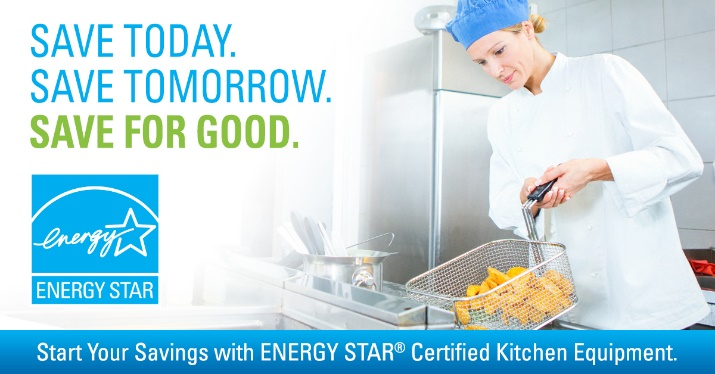 SAVE TODAY.
SAVE TOMORROW.
SAVE FOR GOOD.
energy
ENERGY STAR
Start Your Savings with ENERGY STAR® Certified Kitchen Equipment.